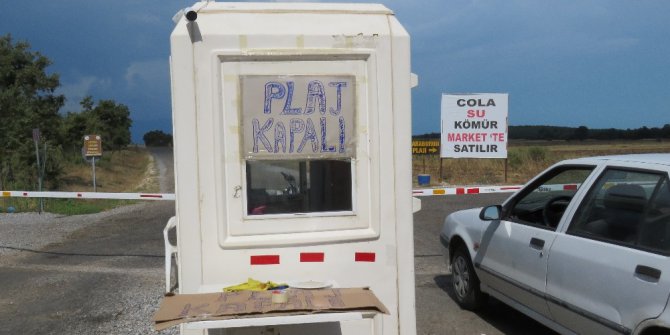 PLAJ
KAPALI
COLA
SU
KÖMÜR
MARKET'TE
SATILIR